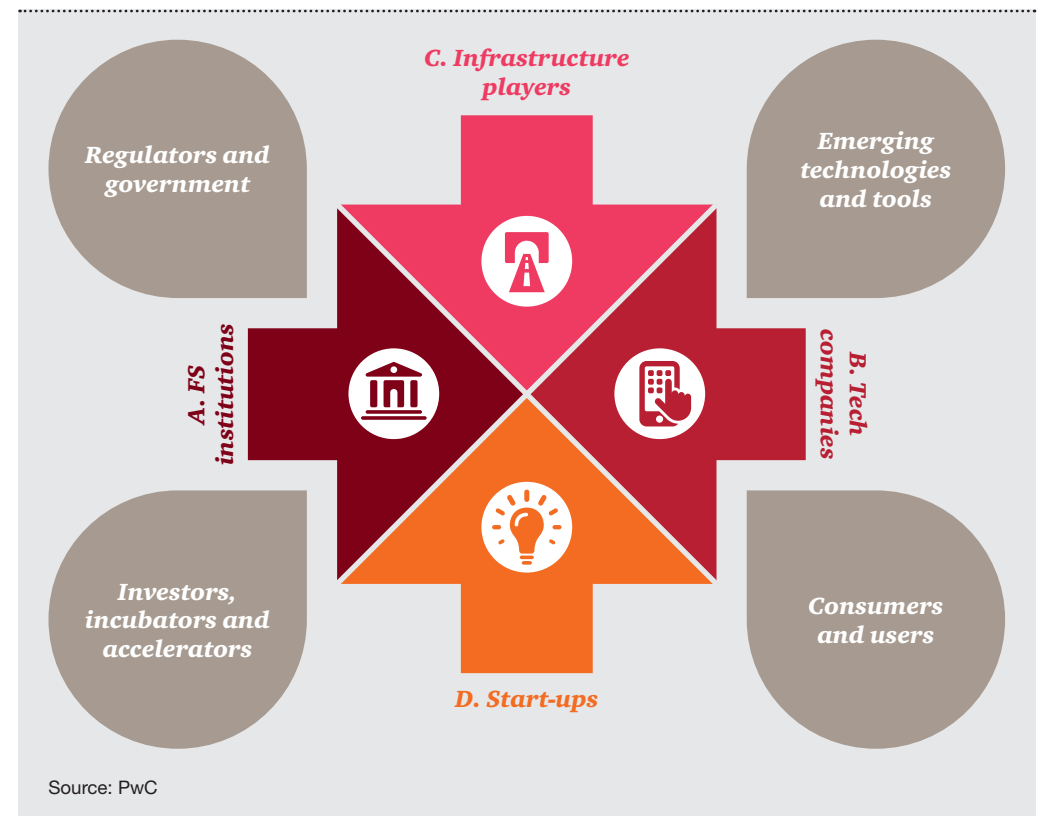 C. Infrastructure
players
Regulators and
government
Emerging
technologies
and tools
A. FS
institutions
B. Tech
companies
Investors,
incubators and
accelerators
Consumers
and users
D. Start-ups
Source: PwC